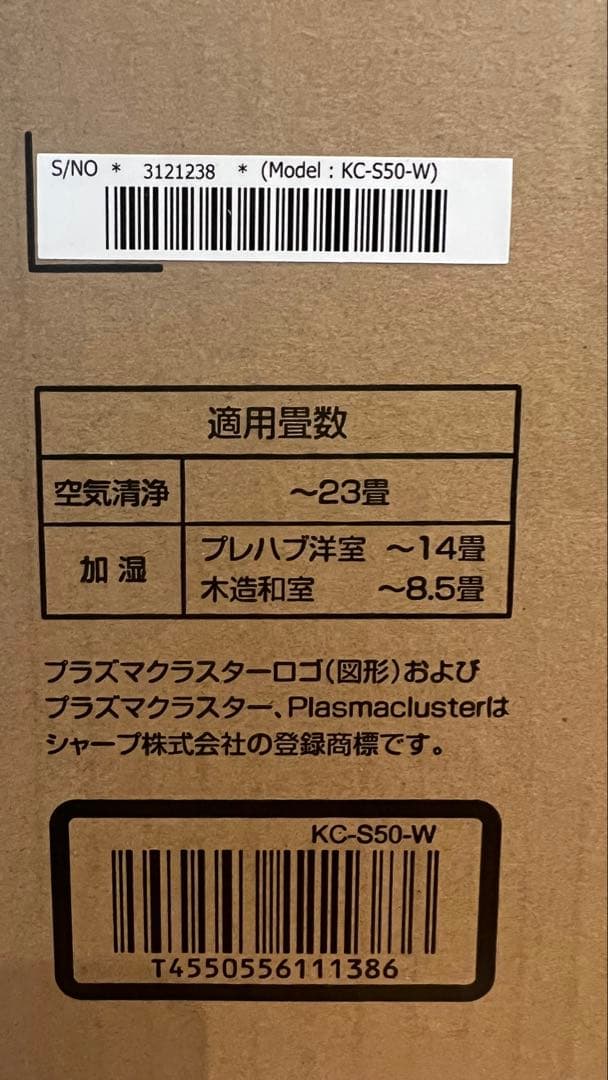 S/NO * 3121238 * (Model : KC-S50-W)
適用畳数
空気清浄 ～23畳
加湿 プレハブ洋室 ～14畳
木造和室 ～8.5畳
プラズマクラスターロゴ(図形)および
プラズマクラスター、Plasmaclusterは
シャープ株式会社の登録商標です。
KC-S50-W
T4550556111386